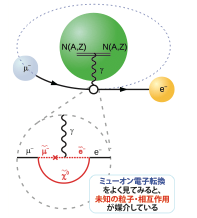 N(A,Z) N(A,Z)
μ⁻
γ
e⁻
γ
μ⁻ μ̃⁻ ẽ⁻ e⁻
χ̃⁰
ミューオン電子転換
をよく見てみると、
未知の粒子・相互作用
が媒介している